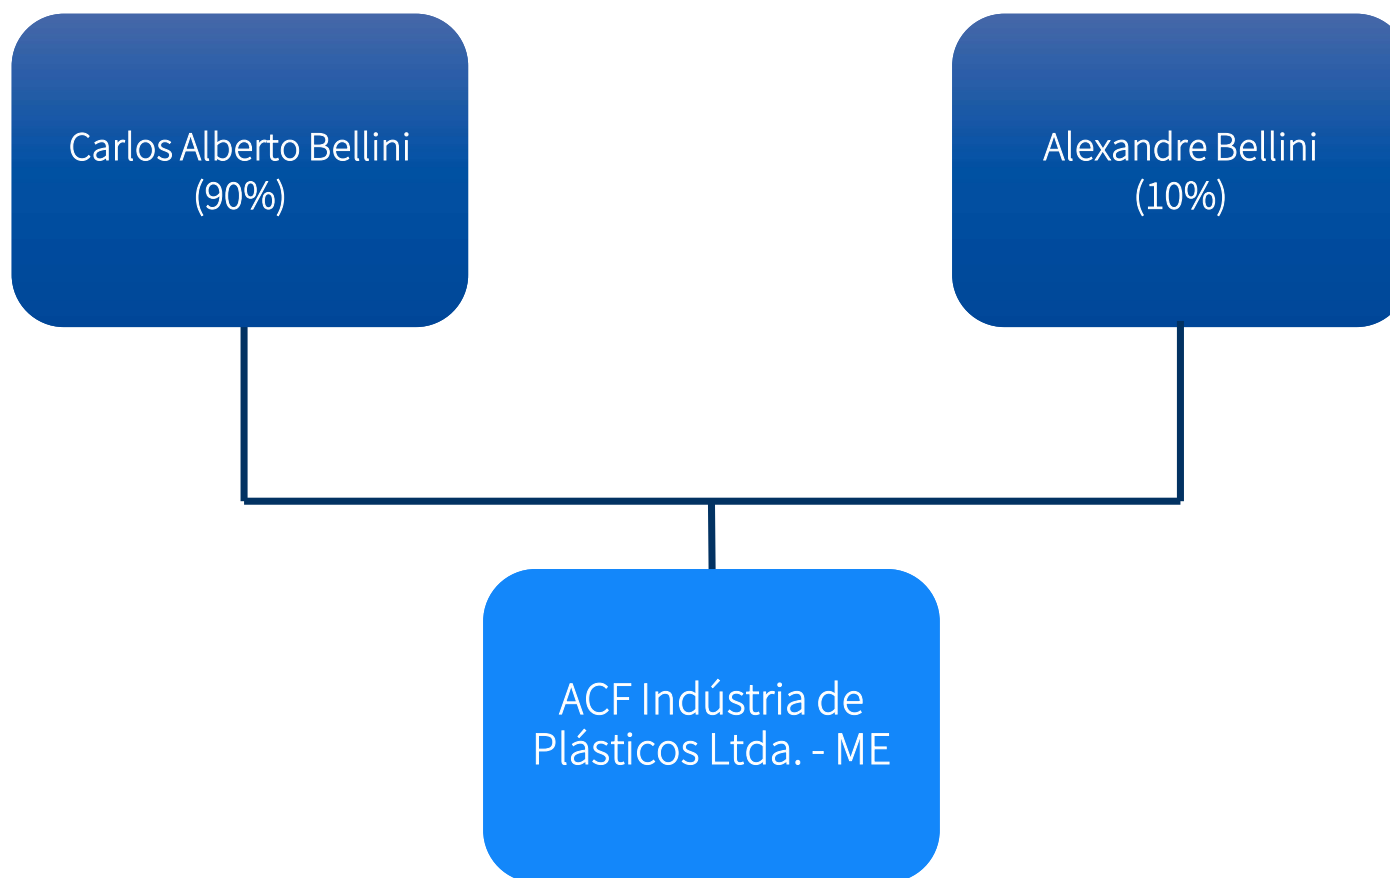 Carlos Alberto Bellini
(90%)
Alexandre Bellini
(10%)
ACF Indústria de
Plásticos Ltda. - ME